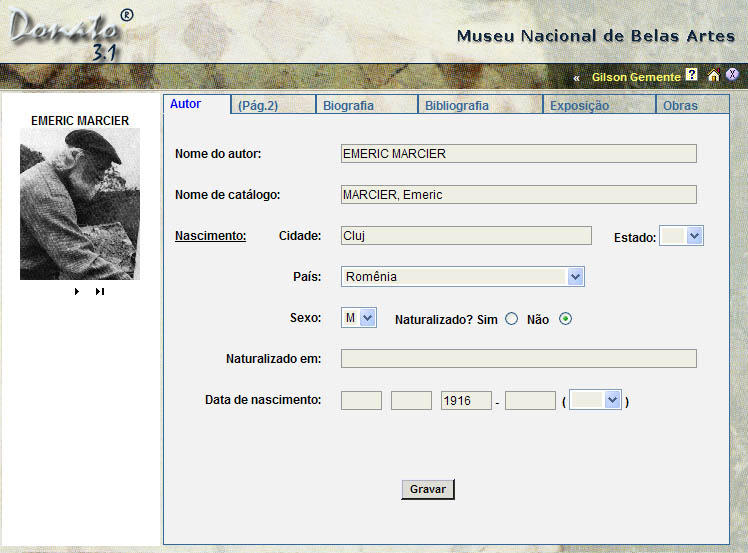 Donato ®
3.1
Museu Nacional de Belas Artes
« Gilson Gemente ? X
EMERIC MARCIER
Autor (Pág.2) Biografia Bibliografia Exposição Obras
Nome do autor: EMERIC MARCIER
Nome de catálogo: MARCIER, Emeric
Nascimento: Cidade: Cluj Estado:
País: Romênia
Sexo: M Naturalizado? Sim Não
Naturalizado em:
Data de nascimento: 1916 - ( )
Gravar